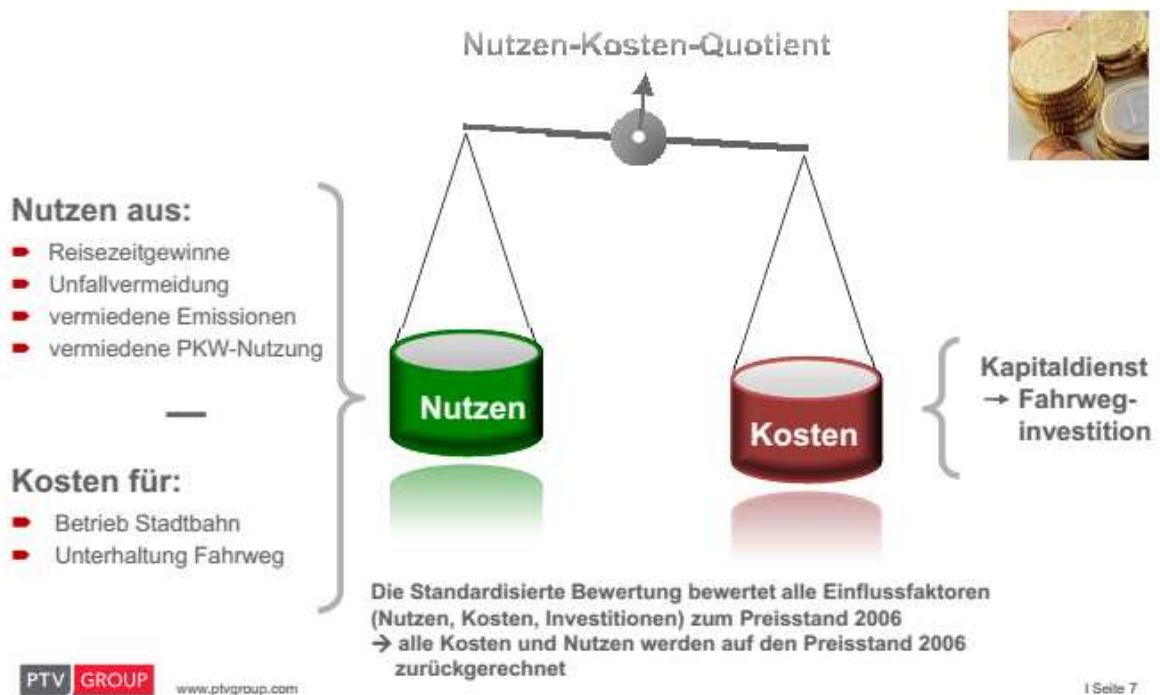 Nutzen-Kosten-Quotient
Nutzen aus:
Reisezeitgewinne
Unfallvermeidung
vermiedene Emissionen
vermiedene PKW-Nutzung
—
Kosten für:
Betrieb Stadtbahn
Unterhaltung Fahrweg
Nutzen
Kosten
Kapitaldienst
→ Fahrweg-
investition
Die Standardisierte Bewertung bewertet alle Einflussfaktoren
(Nutzen, Kosten, Investitionen) zum Preisstand 2006
→ alle Kosten und Nutzen werden auf den Preisstand 2006
zurückgerechnet
PTV GROUP www.ptvgroup.com
I Seite 7